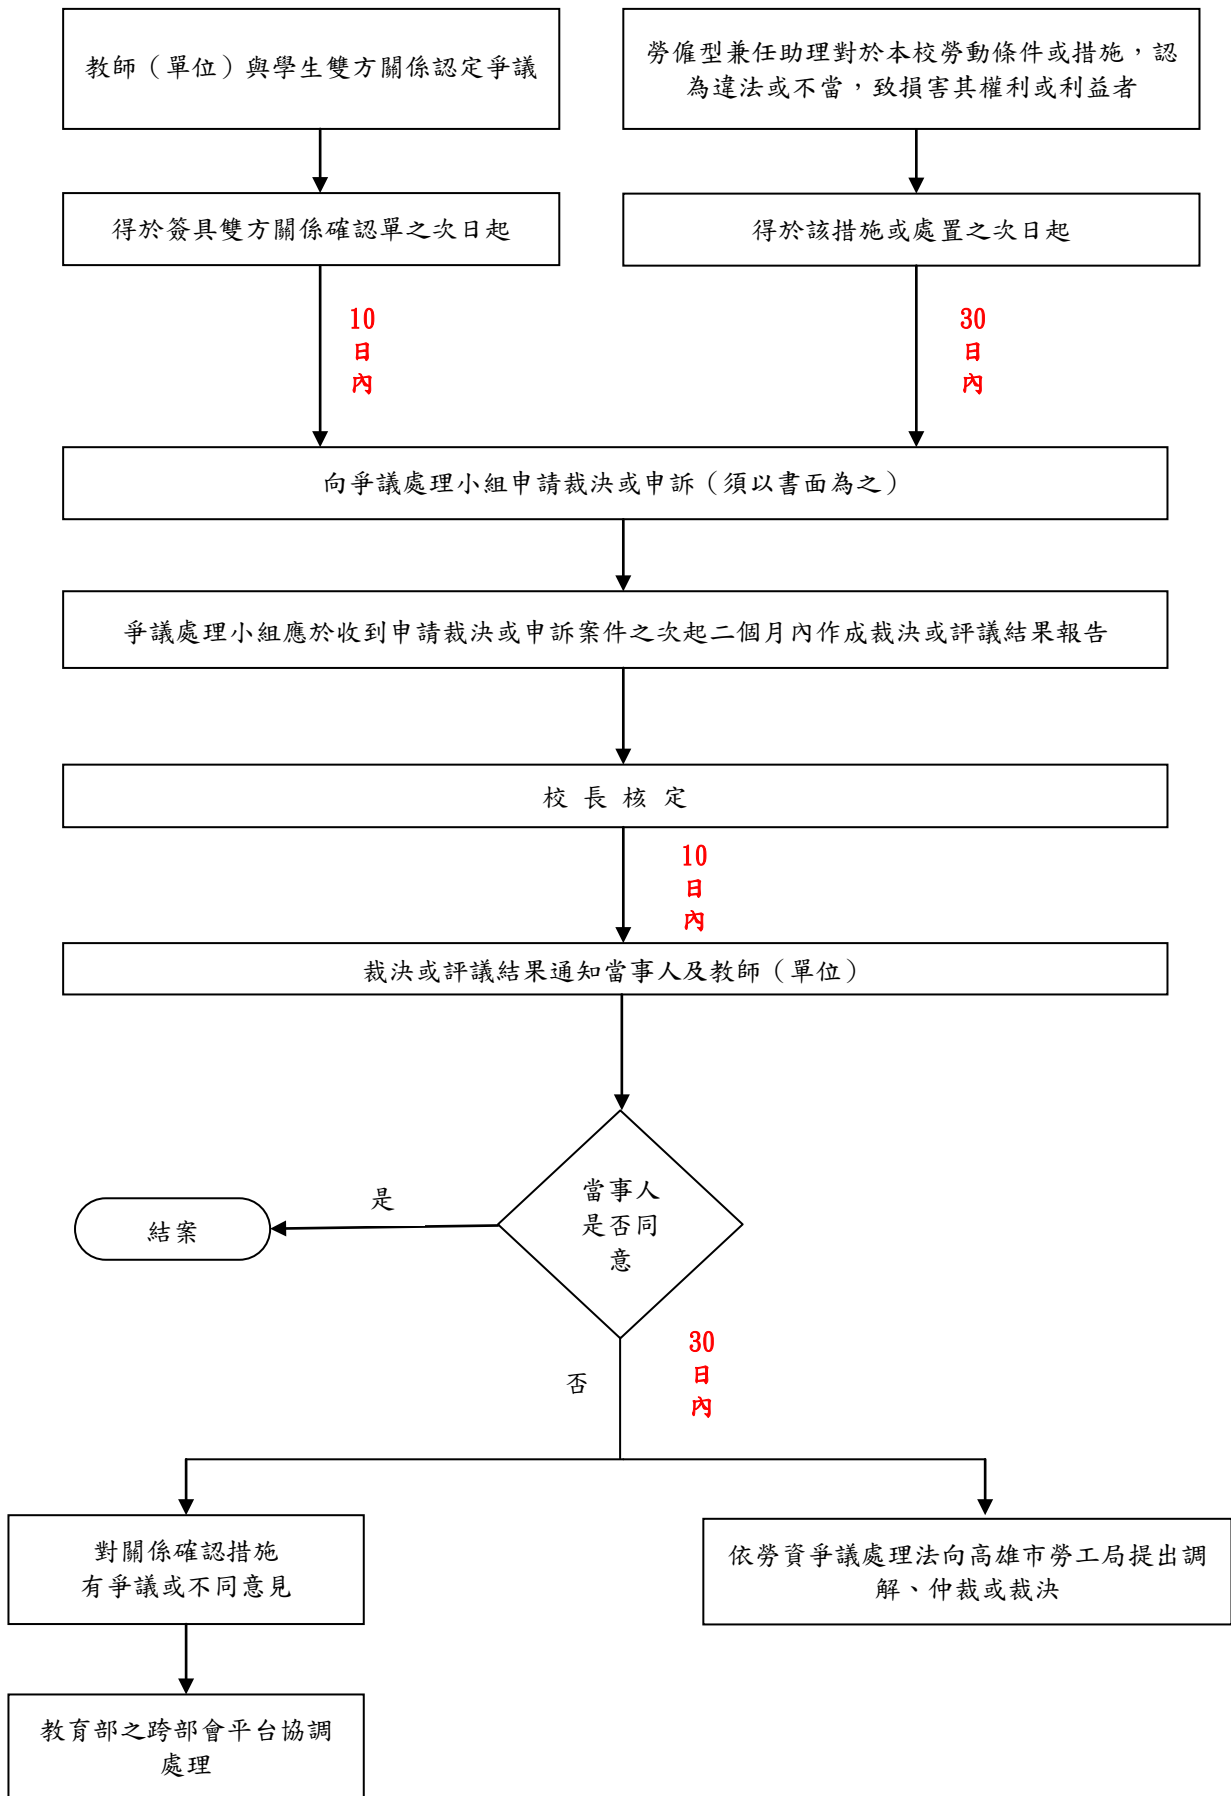 教師（單位）與學生雙方關係認定爭議
勞僱型兼任助理對於本校勞動條件或措施，認
為違法或不當，致損害其權利或利益者
得於簽具雙方關係確認單之次日起
得於該措施或處置之次日起
10
日
內
30
日
內
向爭議處理小組申請裁決或申訴（須以書面為之）
爭議處理小組應於收到申請裁決或申訴案件之次起二個月內作成裁決或評議結果報告
校 長 核 定
10
日
內
裁決或評議結果通知當事人及教師（單位）
當事人
是否同
意
是
結案
30
日
內
否
對關係確認措施
有爭議或不同意見
依勞資爭議處理法向高雄市勞工局提出調
解、仲裁或裁決
教育部之跨部會平台協調
處理